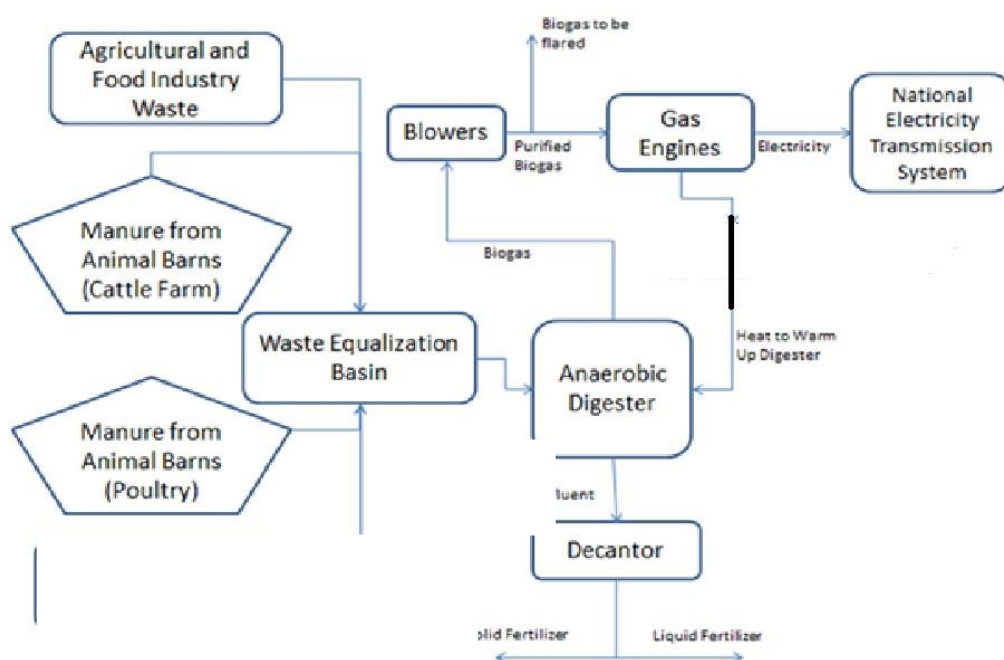 Biogas to be
flared
Agricultural and
Food Industry
Waste
Blowers
Purified
Biogas
Gas
Engines
Electricity
National
Electricity
Transmission
System
Manure from
Animal Barns
(Cattle Farm)
Biogas
Heat to Warm
Up Digester
Waste Equalization
Basin
Anaerobic
Digester
Manure from
Animal Barns
(Poultry)
fluent
Decantor
olid Fertilizer
Liquid Fertilizer